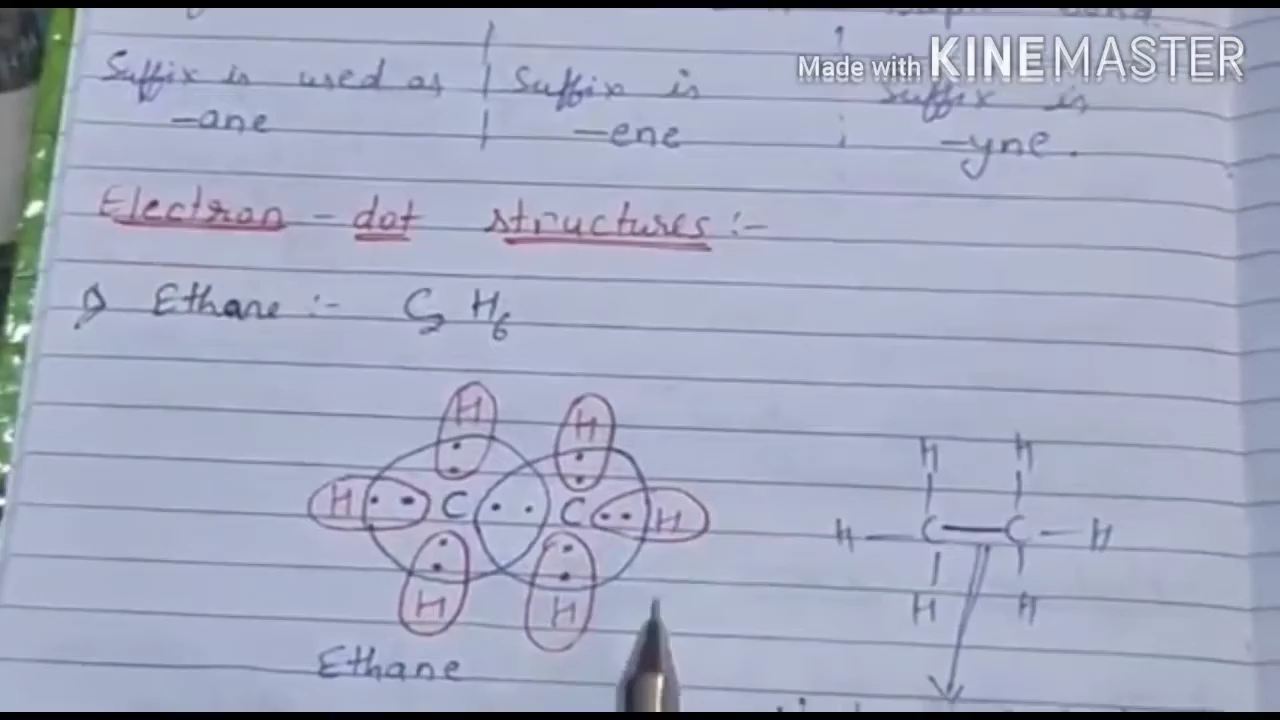 Made with KINEMASTER
Suffix is used as Suffix is Suffix is
-ane -ene -yne.
Electron - dot structures :-
Ethane :- C2 H6
H H
H C C H
H H
Ethane
H H
H C C H
H H